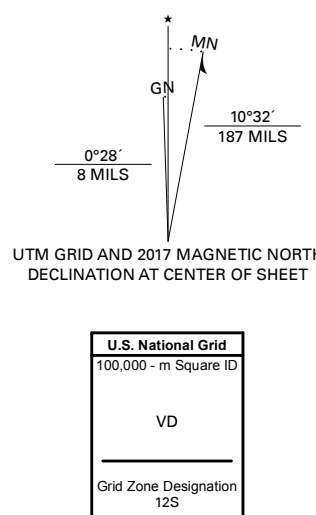 ★
MN
GN
10°32´
187 MILS
0°28´
8 MILS
UTM GRID AND 2017 MAGNETIC NORTH
DECLINATION AT CENTER OF SHEET
U.S. National Grid
100,000 - m Square ID
VD
Grid Zone Designation
12S